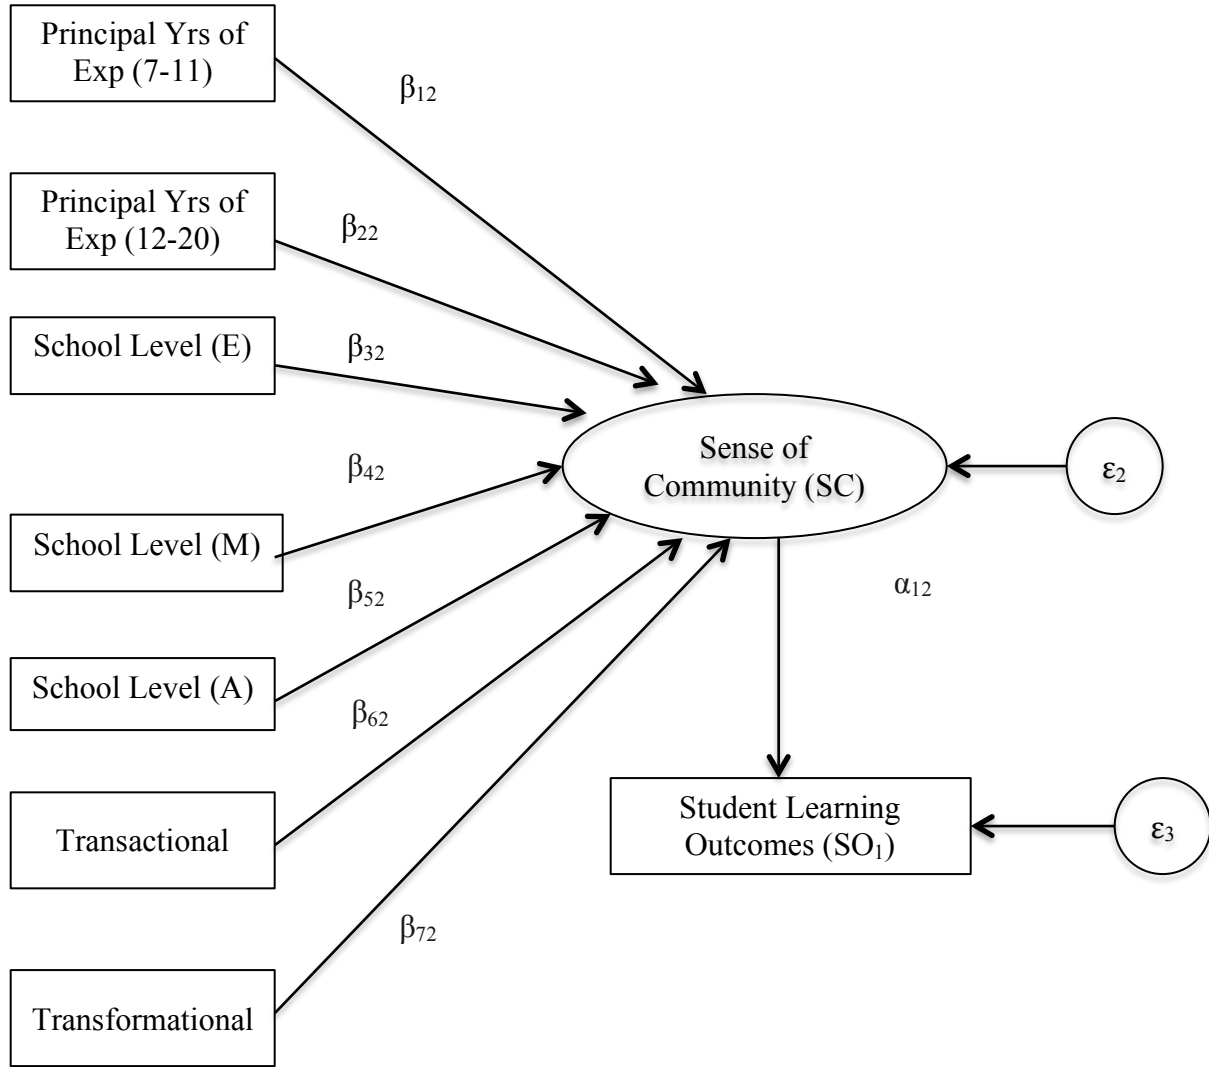 Principal Yrs of
Exp (7-11)
β₁₂
Principal Yrs of
Exp (12-20)
β₂₂
School Level (E)
β₃₂
Sense of
Community (SC)
ε₂
β₄₂
School Level (M)
β₅₂
α₁₂
School Level (A)
β₆₂
Transactional
Student Learning
Outcomes (SO₁)
ε₃
β₇₂
Transformational